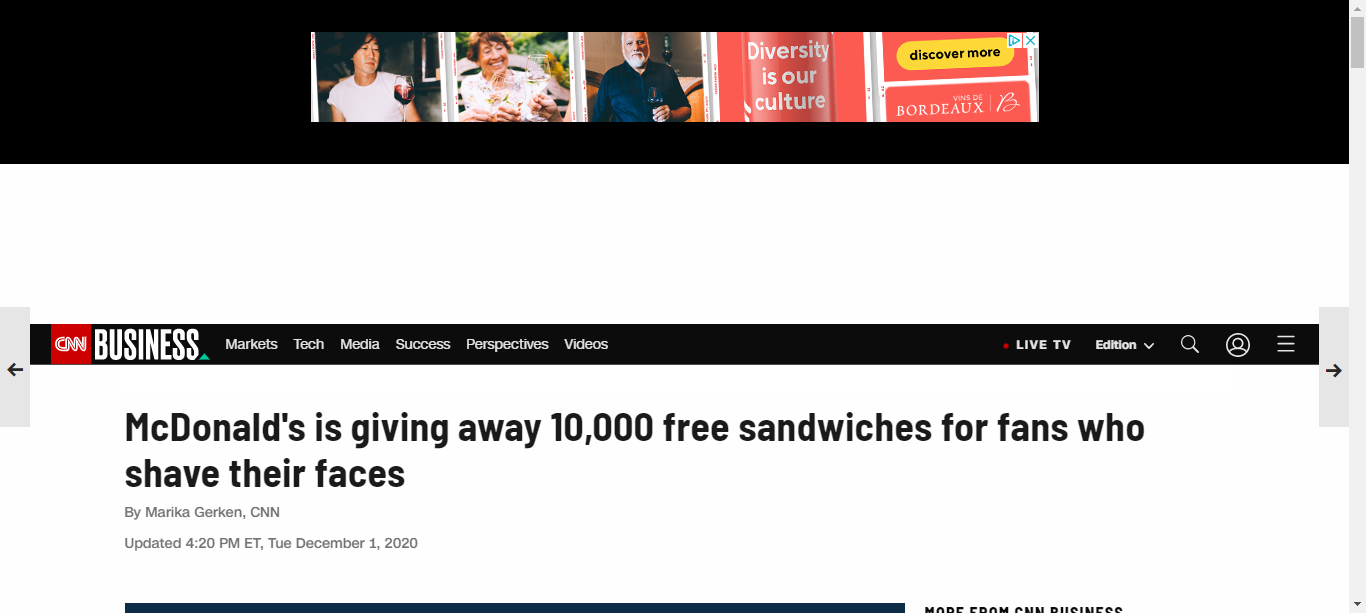 Diversity
is our
culture
discover more
VINS DE
BORDEAUX
CNN BUSINESS
Markets Tech Media Success Perspectives Videos
LIVE TV Edition
McDonald's is giving away 10,000 free sandwiches for fans who
shave their faces
By Marika Gerken, CNN
Updated 4:20 PM ET, Tue December 1, 2020
MORE FROM CNN BUSINESS